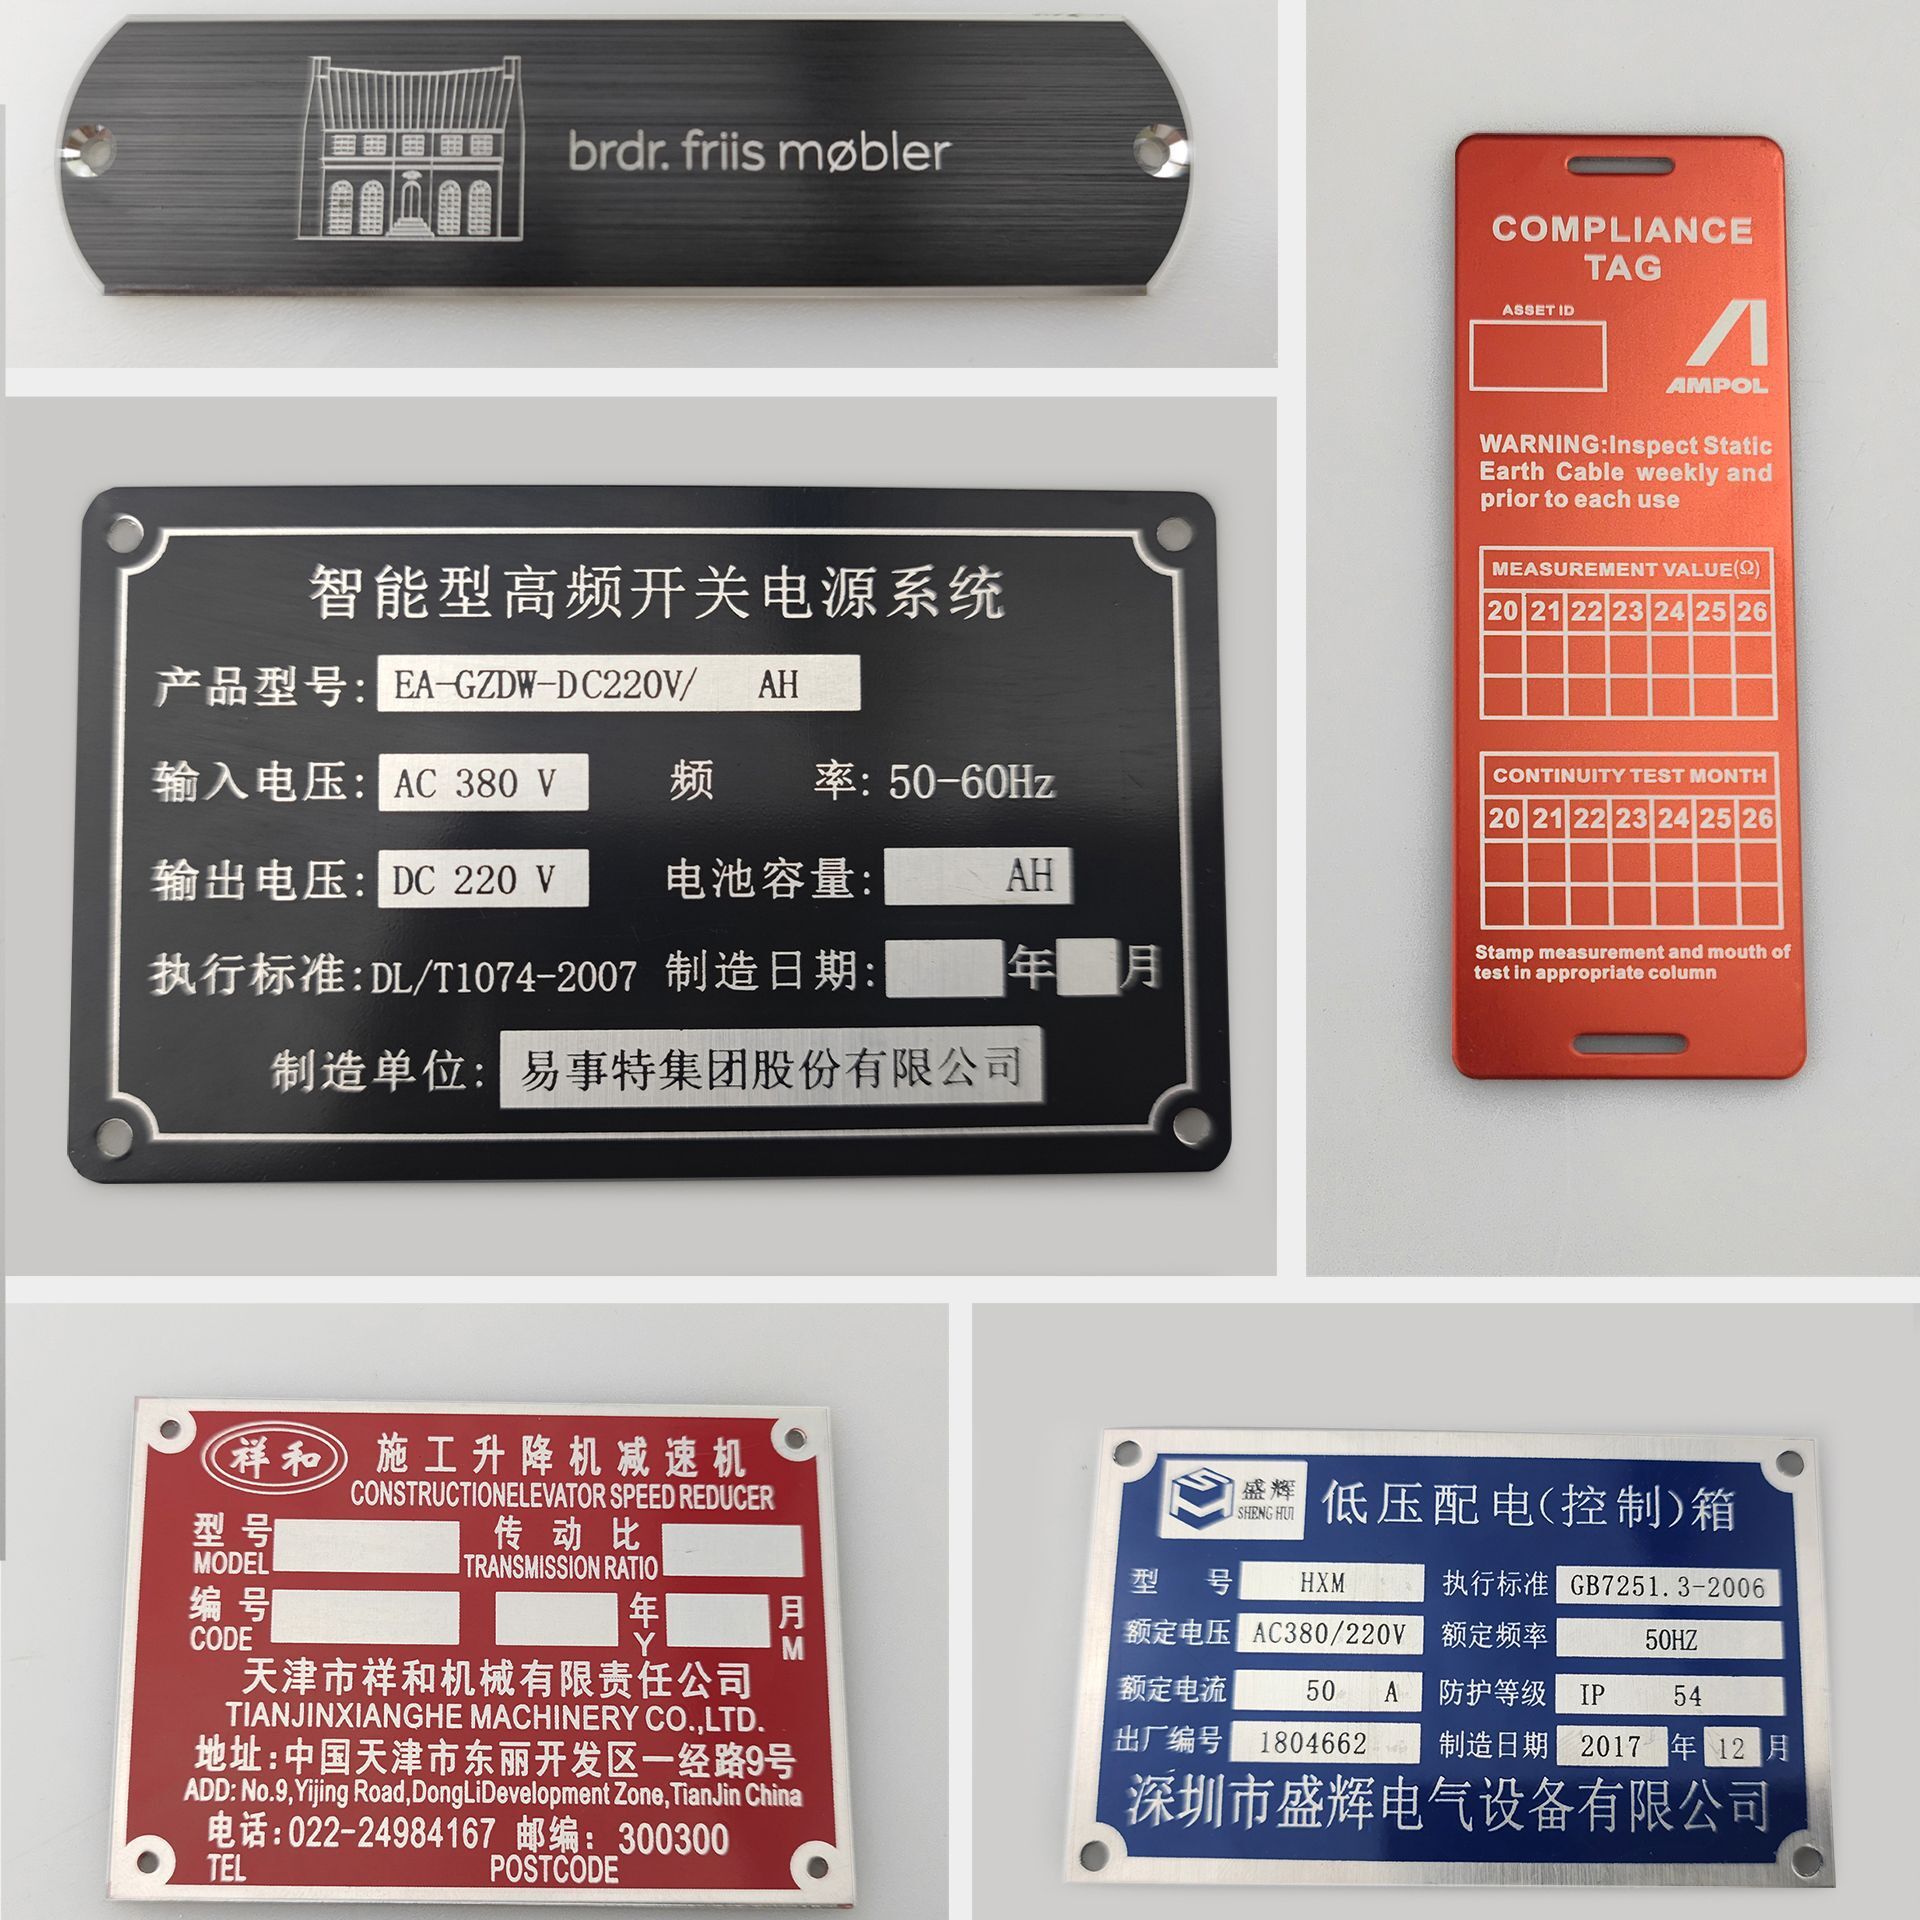 brdr. friis møbler
COMPLIANCE
TAG
ASSET ID
AMPOL
WARNING:Inspect Static
Earth Cable weekly and
prior to each use
MEASUREMENT VALUE(Ω)
20 21 22 23 24 25 26
CONTINUITY TEST MONTH
20 21 22 23 24 25 26
Stamp measurement and mouth of
test in appropriate column
智能型高频开关电源系统
产品型号: EA-GZDW-DC220V/ AH
输入电压: AC 380 V 频 率: 50-60Hz
输出电压: DC 220 V 电池容量: AH
执行标准:DL/T1074-2007 制造日期: 年 月
制造单位: 易事特集团股份有限公司
祥和 施工升降机减速机
CONSTRUCTIONELEVATOR SPEED REDUCER
型号 传动比
MODEL TRANSMISSION RATIO
编号 年 月
CODE Y M
天津市祥和机械有限责任公司
TIANJINXIANGHE MACHINERY CO.,LTD.
地址:中国天津市东丽开发区一经路9号
ADD: No.9,Yijing Road,DongLiDevelopment Zone,TianJin China
电话:022-24984167 邮编: 300300
TEL POSTCODE
盛辉
SHENG HUI
低压配电(控制)箱
型 号 HXM 执行标准 GB7251.3-2006
额定电压 AC380/220V 额定频率 50HZ
额定电流 50 A 防护等级 IP 54
出厂编号 1804662 制造日期 2017 年 12 月
深圳市盛辉电气设备有限公司